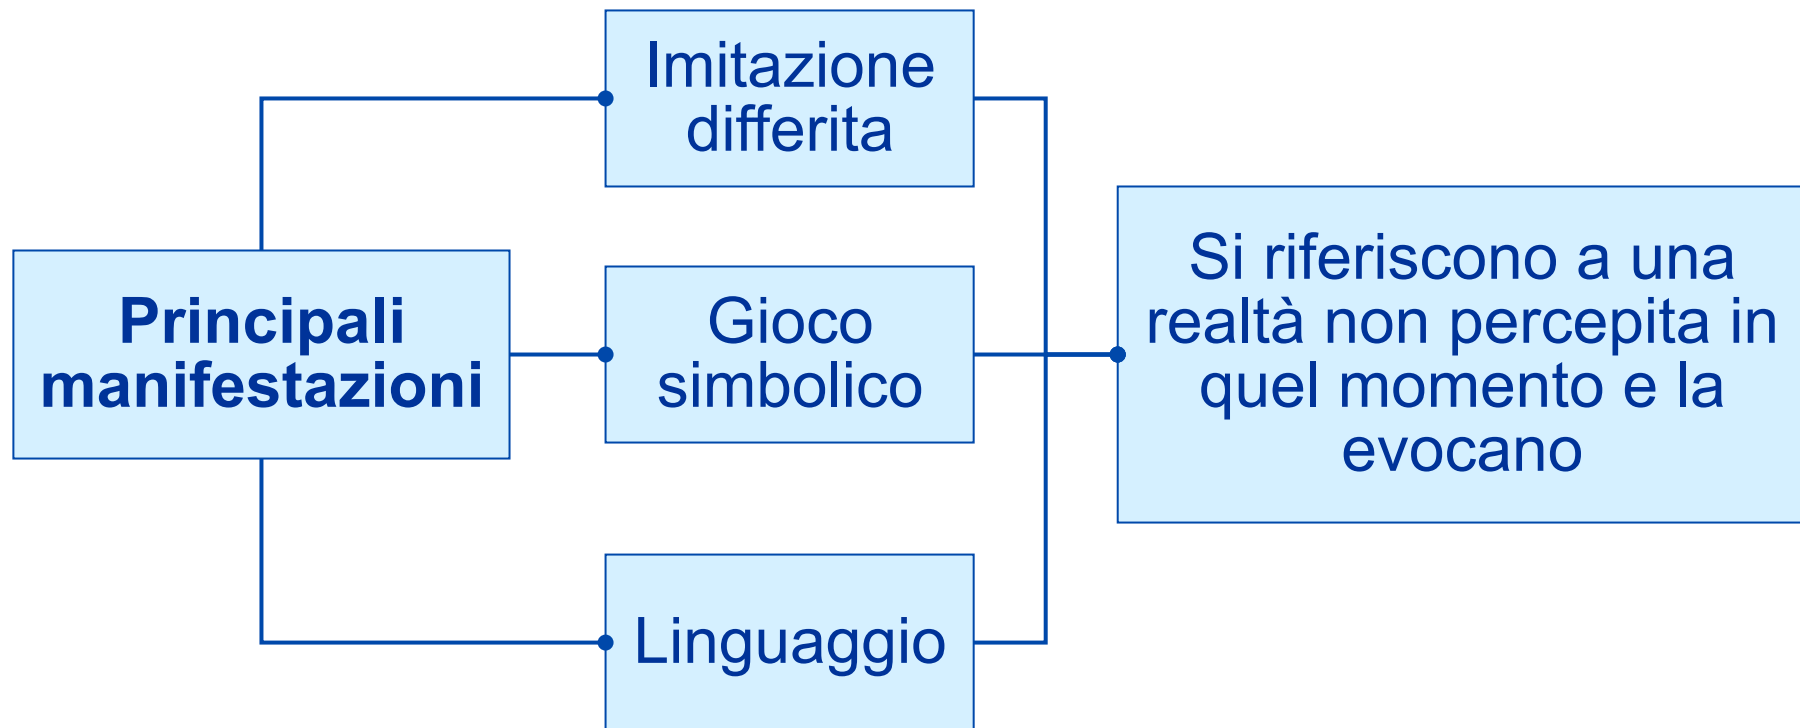 Imitazione
differita
Principali
manifestazioni
Gioco
simbolico
Linguaggio
Si riferiscono a una
realtà non percepita in
quel momento e la
evocano